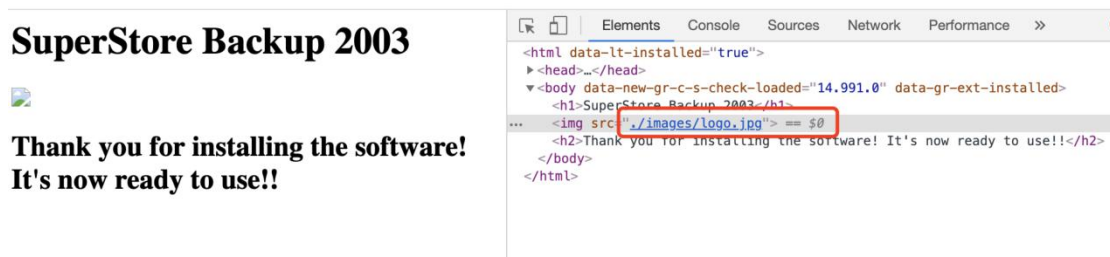 SuperStore Backup 2003
Thank you for installing the software!
It's now ready to use!!
Elements Console Sources Network Performance »
<html data-lt-installed="true">
▶<head>…</head>
▼<body data-new-gr-c-s-check-loaded="14.991.0" data-gr-ext-installed>
<h1>SuperStore Backup 2003</h1>
... <img src="./images/logo.jpg"> == $0
<h2>Thank you for installing the software! It's now ready to use!!</h2>
</body>
</html>